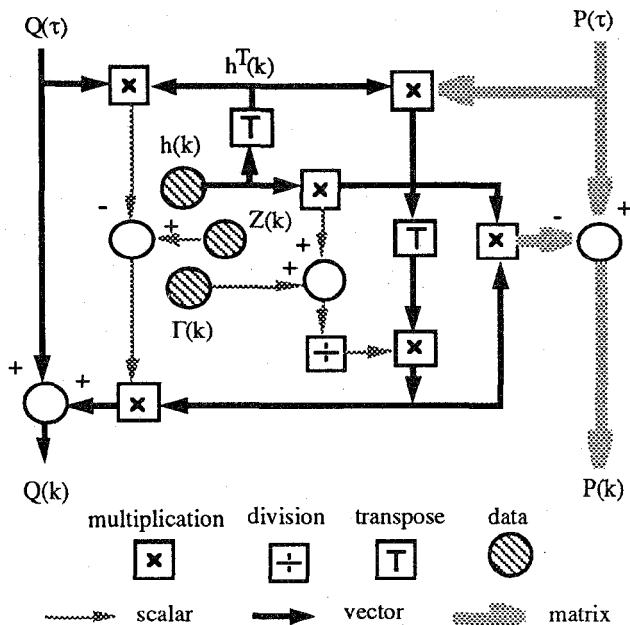 Q(τ)
P(τ)
h^T(k)
×
×
T
h(k)
×
-
+
Z(k)
T
×
-
+
+
+
Γ(k)
÷
×
+
+
×
Q(k)
P(k)
multiplication division transpose data
× ÷ T
scalar vector matrix